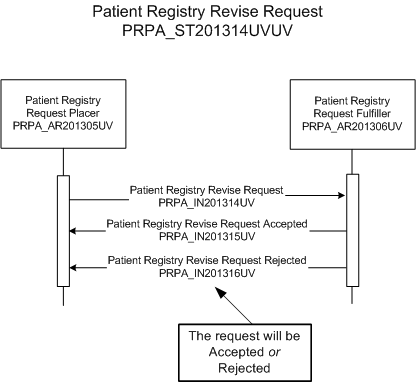 Patient Registry Revise Request
PRPA_ST201314UVUV
Patient Registry
Request Placer
PRPA_AR201305UV
Patient Registry
Request Fulfiller
PRPA_AR201306UV
Patient Registry Revise Request
PRPA_IN201314UV
Patient Registry Revise Request Accepted
PRPA_IN201315UV
Patient Registry Revise Request Rejected
PRPA_IN201316UV
The request will be
Accepted or
Rejected